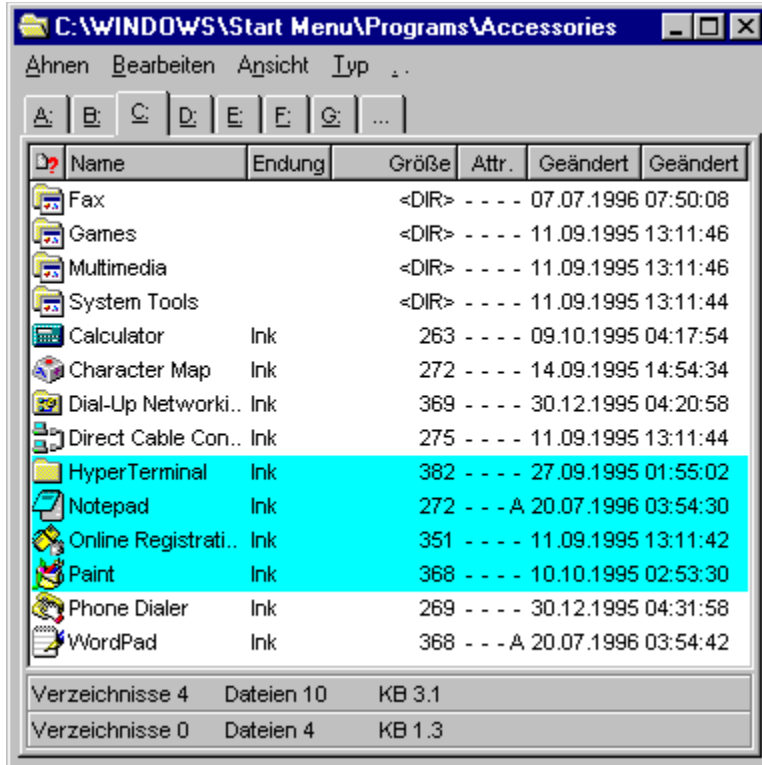 C:\WINDOWS\Start Menu\Programs\Accessories
Ahnen Bearbeiten Ansicht Typ . .
A: B: C: D: E: F: G: ...
Name Endung Größe Attr. Geändert Geändert
Fax <DIR> - - - - 07.07.1996 07:50:08
Games <DIR> - - - - 11.09.1995 13:11:46
Multimedia <DIR> - - - - 11.09.1995 13:11:46
System Tools <DIR> - - - - 11.09.1995 13:11:44
Calculator lnk 263 - - - - 09.10.1995 04:17:54
Character Map lnk 272 - - - - 14.09.1995 14:54:34
Dial-Up Networki.. lnk 369 - - - - 30.12.1995 04:20:58
Direct Cable Con.. lnk 275 - - - - 11.09.1995 13:11:44
HyperTerminal lnk 382 - - - - 27.09.1995 01:55:02
Notepad lnk 272 - - - A 20.07.1996 03:54:30
Online Registrati.. lnk 351 - - - - 11.09.1995 13:11:42
Paint lnk 368 - - - - 10.10.1995 02:53:30
Phone Dialer lnk 269 - - - - 30.12.1995 04:31:58
WordPad lnk 368 - - - A 20.07.1996 03:54:42
Verzeichnisse 4 Dateien 10 KB 3.1
Verzeichnisse 0 Dateien 4 KB 1.3